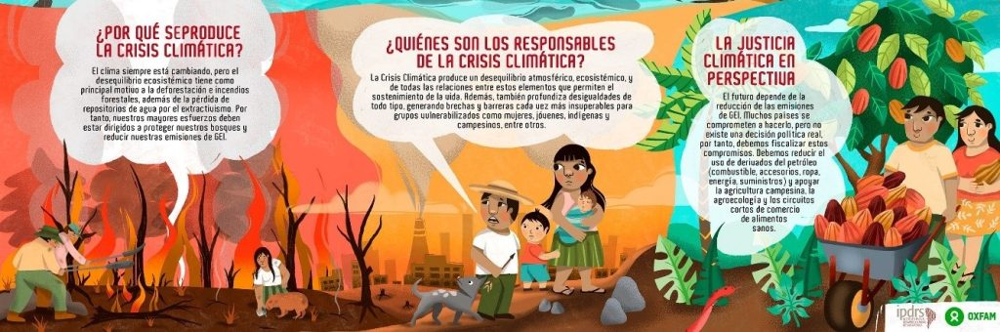 ¿POR QUÉ SEPRODUCE
LA CRISIS CLIMÁTICA?
El clima siempre está cambiando, pero el
desequilibrio ecosistémico tiene como
principal motivo a la deforestación e incendios
forestales, además de la pérdida de
repositorios de agua por el extractivismo. Por
tanto, nuestros mayores esfuerzos deben
estar dirigidos a proteger nuestros bosques y
reducir nuestras emisiones de GEI.
¿QUIÉNES SON LOS RESPONSABLES
DE LA CRISIS CLIMÁTICA?
La Crisis Climática produce un desequilibrio atmosférico, ecosistémico, y
de todas las relaciones entre estos elementos que permiten el
sostenimiento de la vida. Además, también profundiza desigualdades de
todo tipo, generando brechas y barreras cada vez más insuperables para
grupos vulnerabilizados como mujeres, jóvenes, indígenas y
campesinos, entre otros.
LA JUSTICIA
CLIMÁTICA EN
PERSPECTIVA
El futuro depende de la
reducción de las emisiones
de GEI. Muchos países se
comprometen a hacerlo, pero no
existe una decisión política real,
por tanto, debemos fiscalizar estos
compromisos. Debemos reducir el
uso de derivados del petróleo
(combustible, accesorios, ropa,
energía, suministros) y apoyar
la agricultura campesina, la
agroecología y los circuitos
cortos de comercio
de alimentos
sanos.
ipdrs
OXFAM